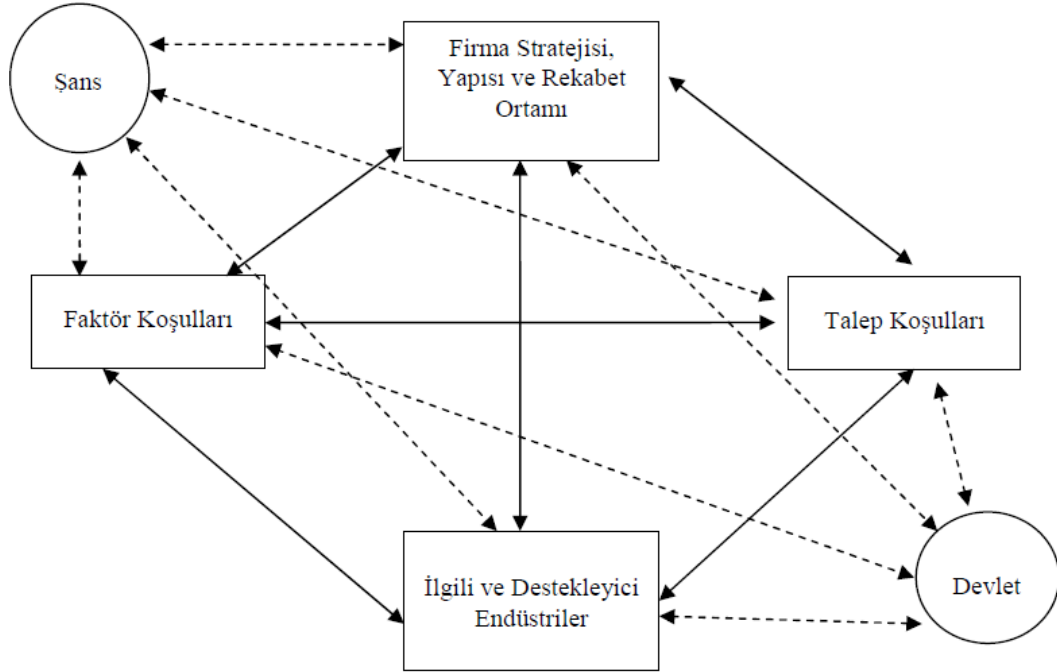 Şans
Firma Stratejisi,
Yapısı ve Rekabet
Ortamı
Faktör Koşulları
Talep Koşulları
İlgili ve Destekleyici
Endüstriler
Devlet